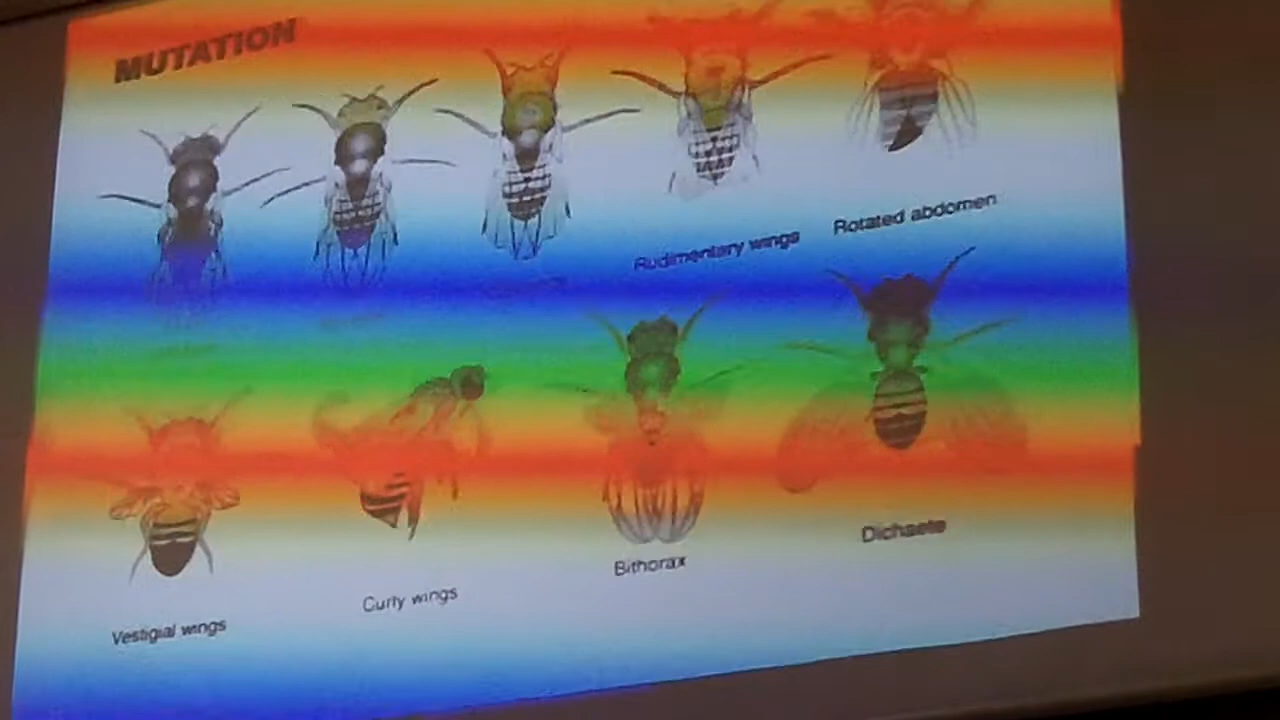 MUTATION
Rudimentary wings
Rotated abdomen
Vestigial wings
Curly wings
Bithorax
Dichaete